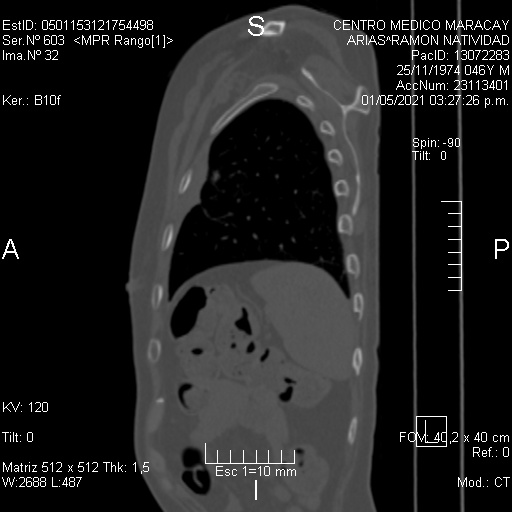 EstID: 0501153121754498
Ser.Nº 603 <MPR Rango[1]>
Ima.Nº 32
Ker.: B10f
S
CENTRO MEDICO MARACAY
ARIAS^RAMON NATIVIDAD
PacID: 13072283
25/11/1974 046Y M
AccNum: 23113401
01/05/2021 03:27:26 p.m.
Spin: -90
Tilt: 0
A
P
KV: 120
Tilt: 0
Matriz 512 x 512 Thk: 1,5
W:2688 L:487
Esc 1=10 mm
I
FOM: 40,2 x 40 cm
Ref.: 0
Mod.: CT